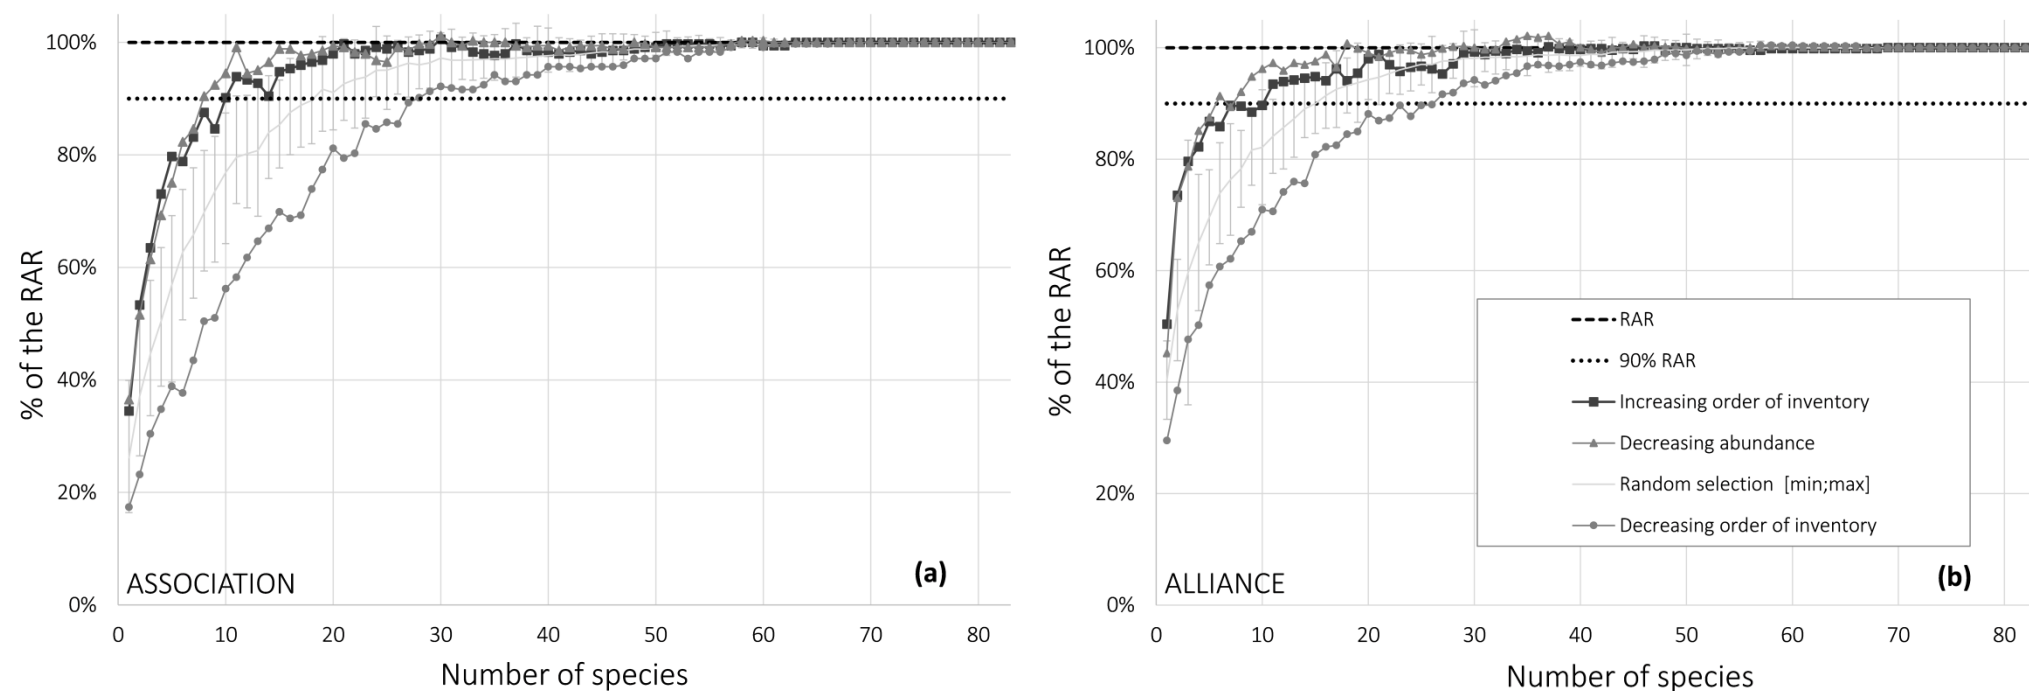 % of the RAR
100%
80%
60%
40%
20%
0%
ASSOCIATION
(a)
0 10 20 30 40 50 60 70 80
Number of species
% of the RAR
100%
80%
60%
40%
20%
0%
RAR
90% RAR
Increasing order of inventory
Decreasing abundance
Random selection [min;max]
Decreasing order of inventory
ALLIANCE
(b)
0 10 20 30 40 50 60 70 80
Number of species